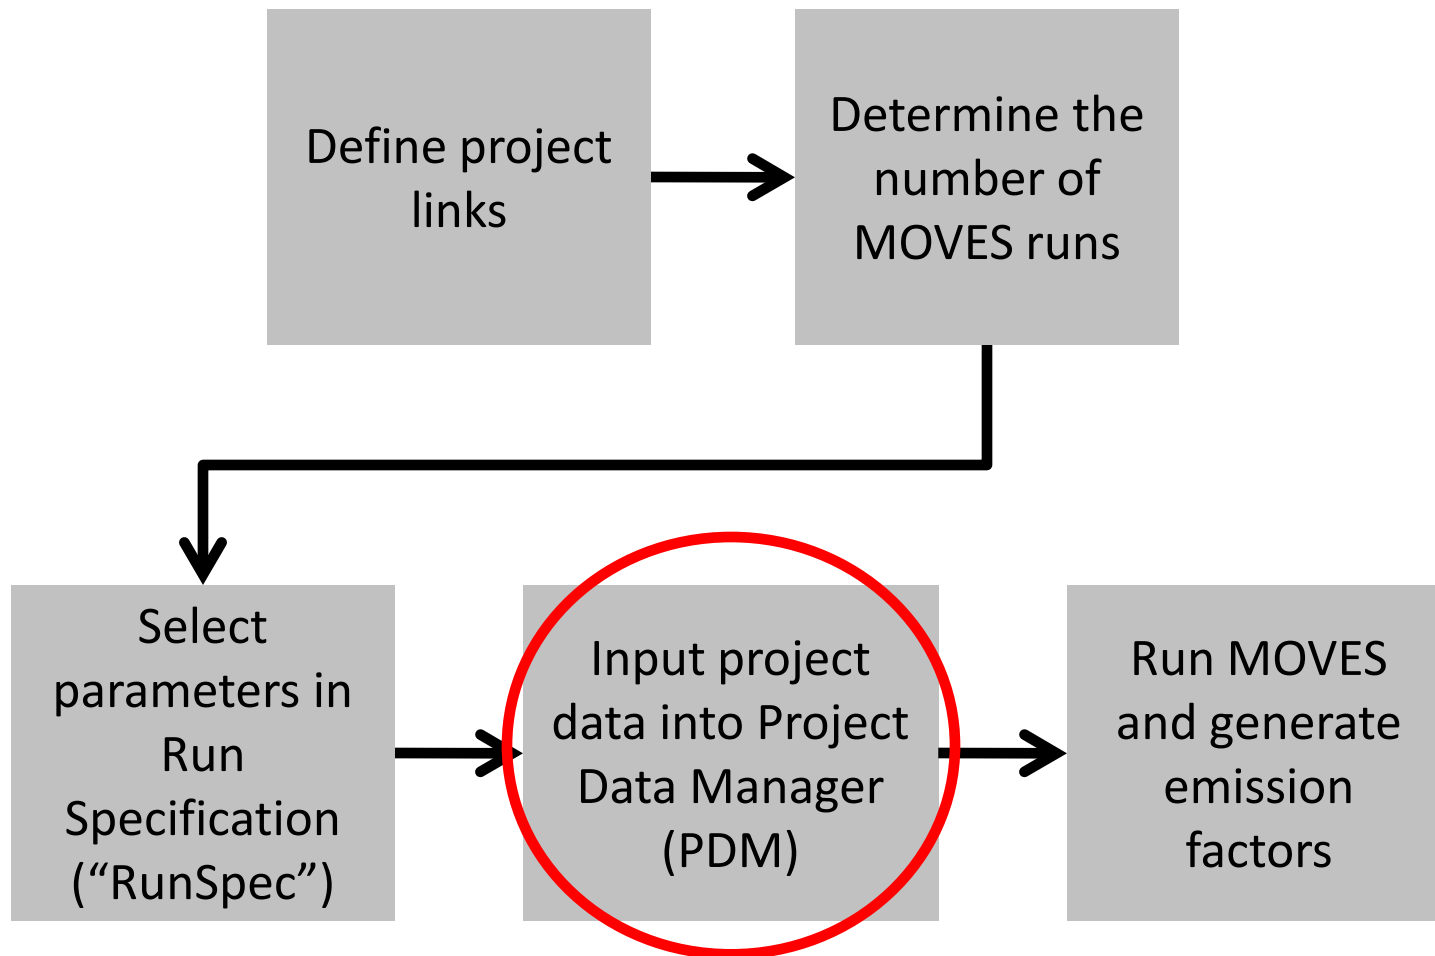 Define project
links
Determine the
number of
MOVES runs
Select
parameters in
Run
Specification
(“RunSpec”)
Input project
data into Project
Data Manager
(PDM)
Run MOVES
and generate
emission
factors